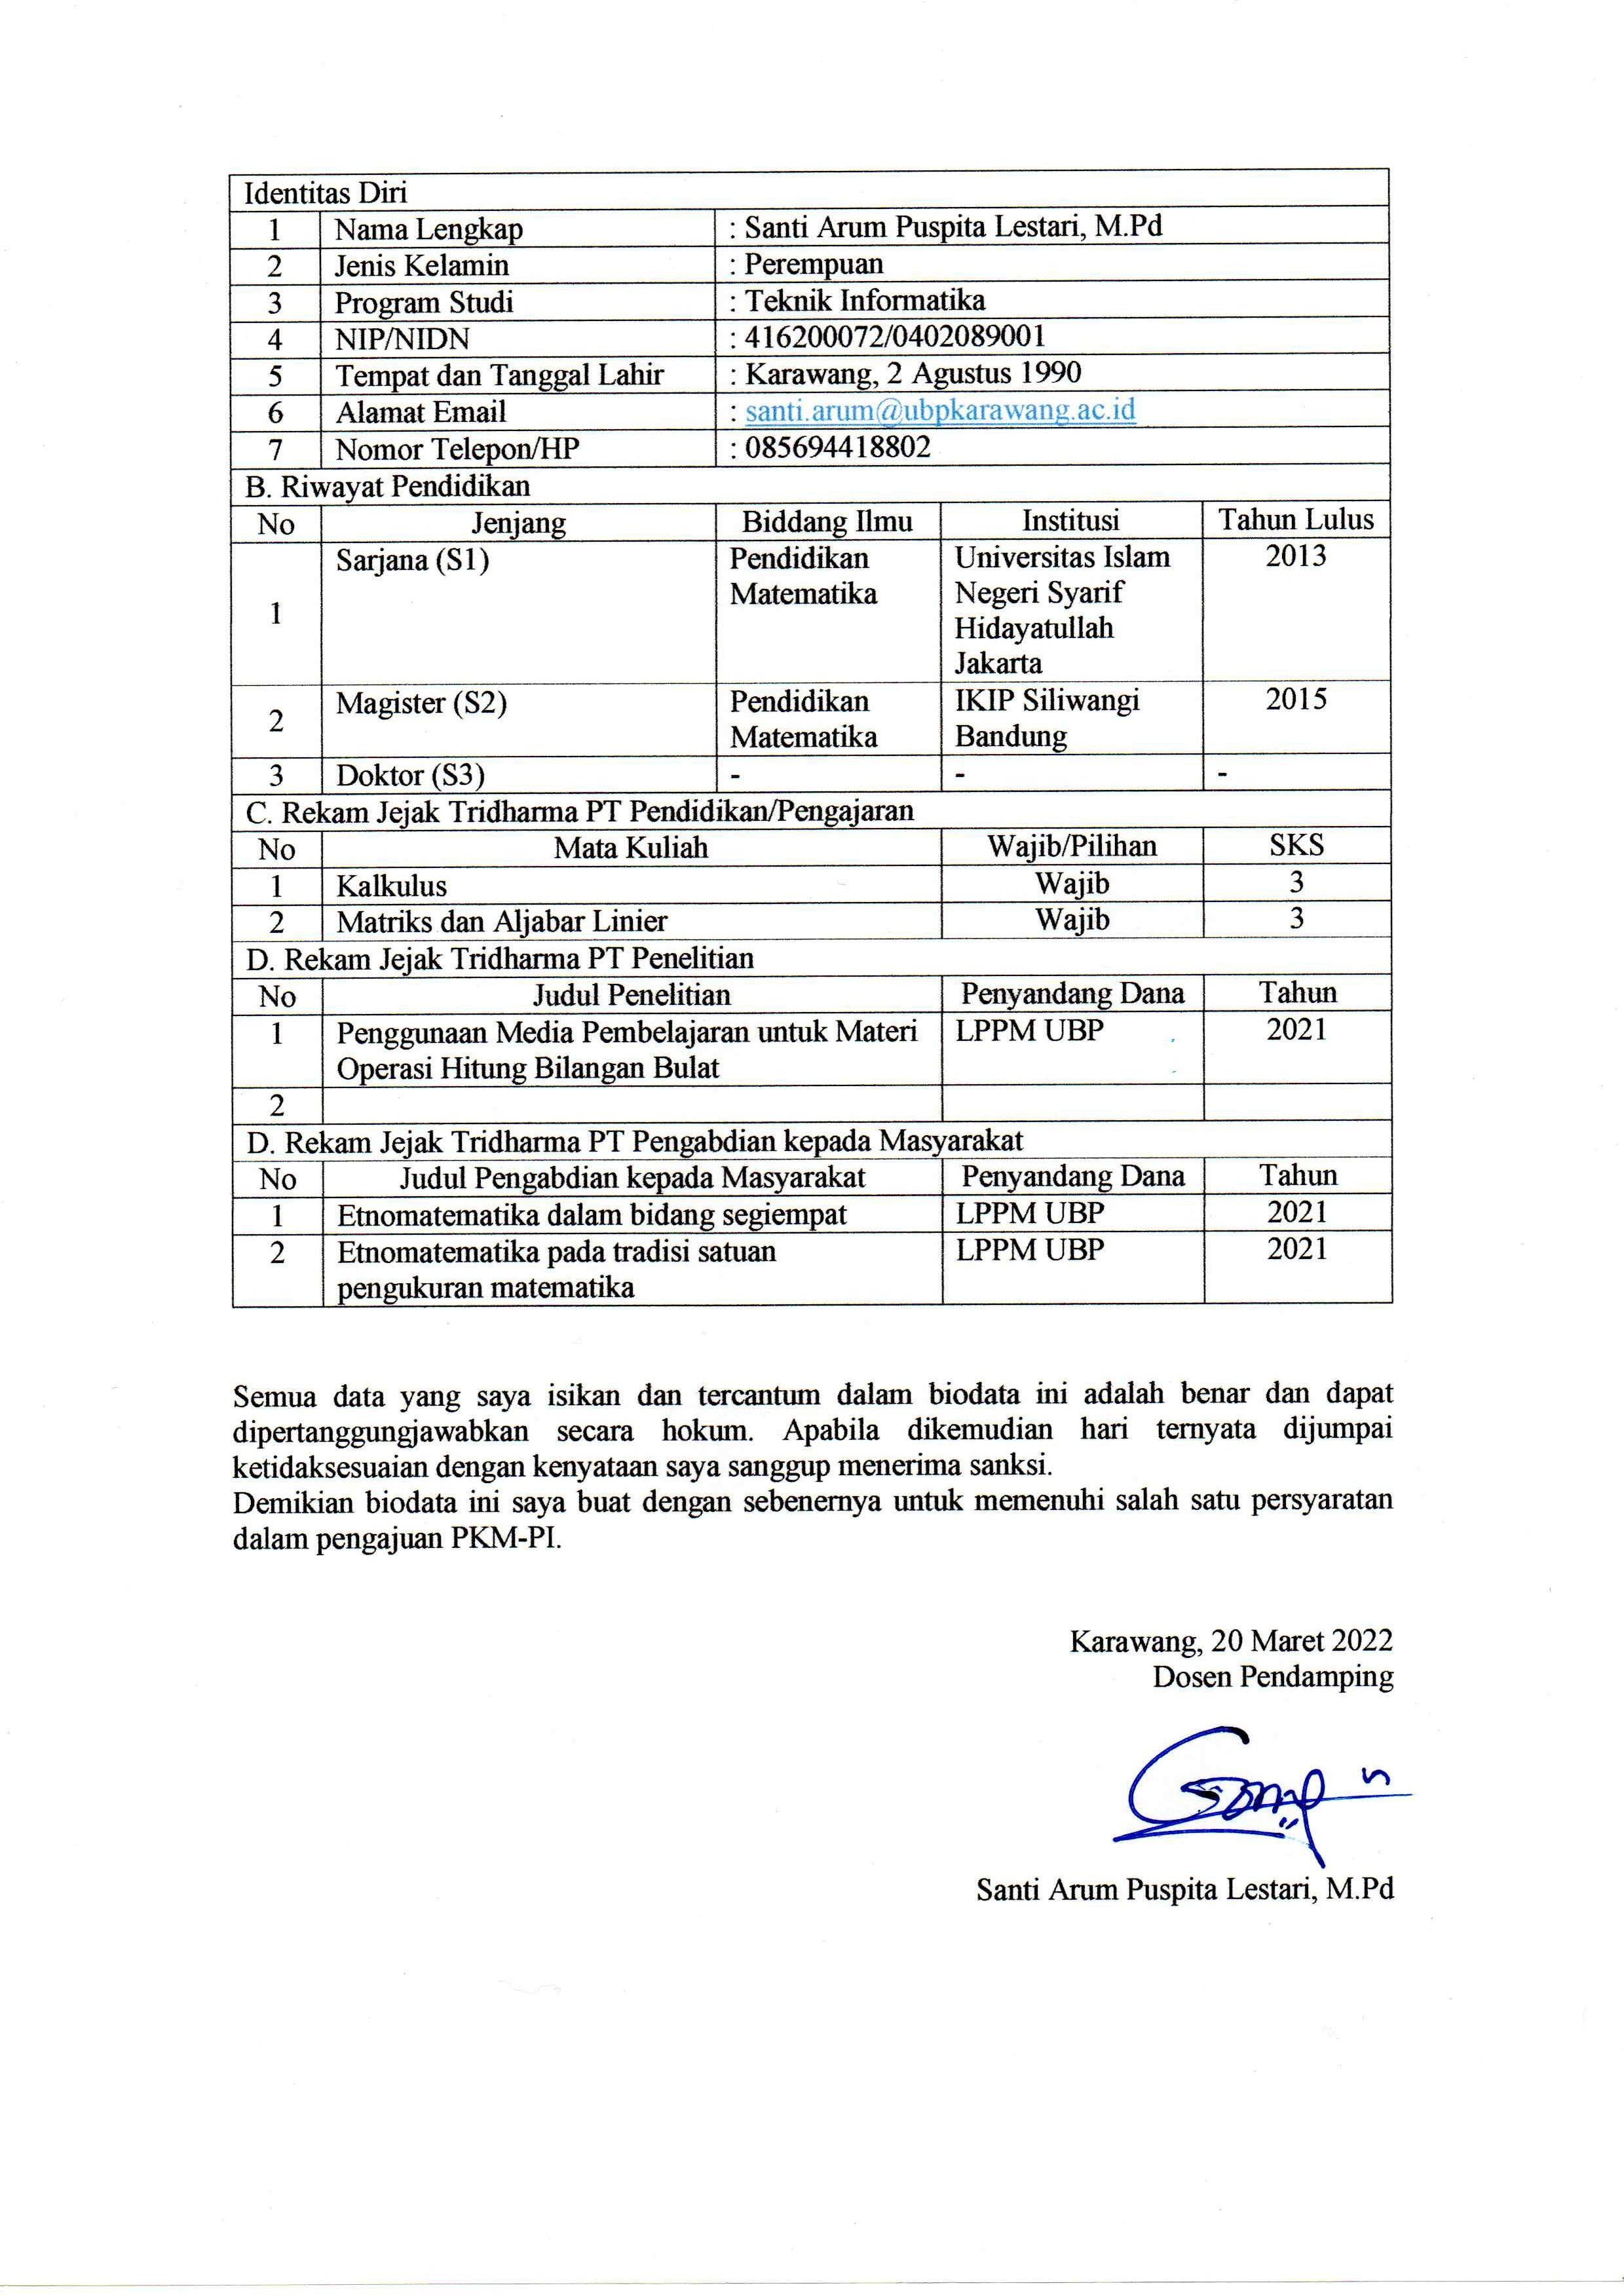 Identitas Diri
1 Nama Lengkap : Santi Arum Puspita Lestari, M.Pd
2 Jenis Kelamin : Perempuan
3 Program Studi : Teknik Informatika
4 NIP/NIDN : 416200072/0402089001
5 Tempat dan Tanggal Lahir : Karawang, 2 Agustus 1990
6 Alamat Email : santi.arum@ubpkarawang.ac.id
7 Nomor Telepon/HP : 085694418802
B. Riwayat Pendidikan
No Jenjang Biddang Ilmu Institusi Tahun Lulus
1 Sarjana (S1) Pendidikan Universitas Islam 2013
Matematika Negeri Syarif
Hidayatullah
Jakarta
2 Magister (S2) Pendidikan IKIP Siliwangi 2015
Matematika Bandung
3 Doktor (S3) - - -
C. Rekam Jejak Tridharma PT Pendidikan/Pengajaran
No Mata Kuliah Wajib/Pilihan SKS
1 Kalkulus Wajib 3
2 Matriks dan Aljabar Linier Wajib 3
D. Rekam Jejak Tridharma PT Penelitian
No Judul Penelitian Penyandang Dana Tahun
1 Penggunaan Media Pembelajaran untuk Materi LPPM UBP 2021
Operasi Hitung Bilangan Bulat
2
D. Rekam Jejak Tridharma PT Pengabdian kepada Masyarakat
No Judul Pengabdian kepada Masyarakat Penyandang Dana Tahun
1 Etnomatematika dalam bidang segiempat LPPM UBP 2021
2 Etnomatematika pada tradisi satuan LPPM UBP 2021
pengukuran matematika
Semua data yang saya isikan dan tercantum dalam biodata ini adalah benar dan dapat
dipertanggungjawabkan secara hokum. Apabila dikemudian hari ternyata dijumpai
ketidaksesuaian dengan kenyataan saya sanggup menerima sanksi.
Demikian biodata ini saya buat dengan sebenernya untuk memenuhi salah satu persyaratan
dalam pengajuan PKM-PI.
Karawang, 20 Maret 2022
Dosen Pendamping
Santi Arum Puspita Lestari, M.Pd